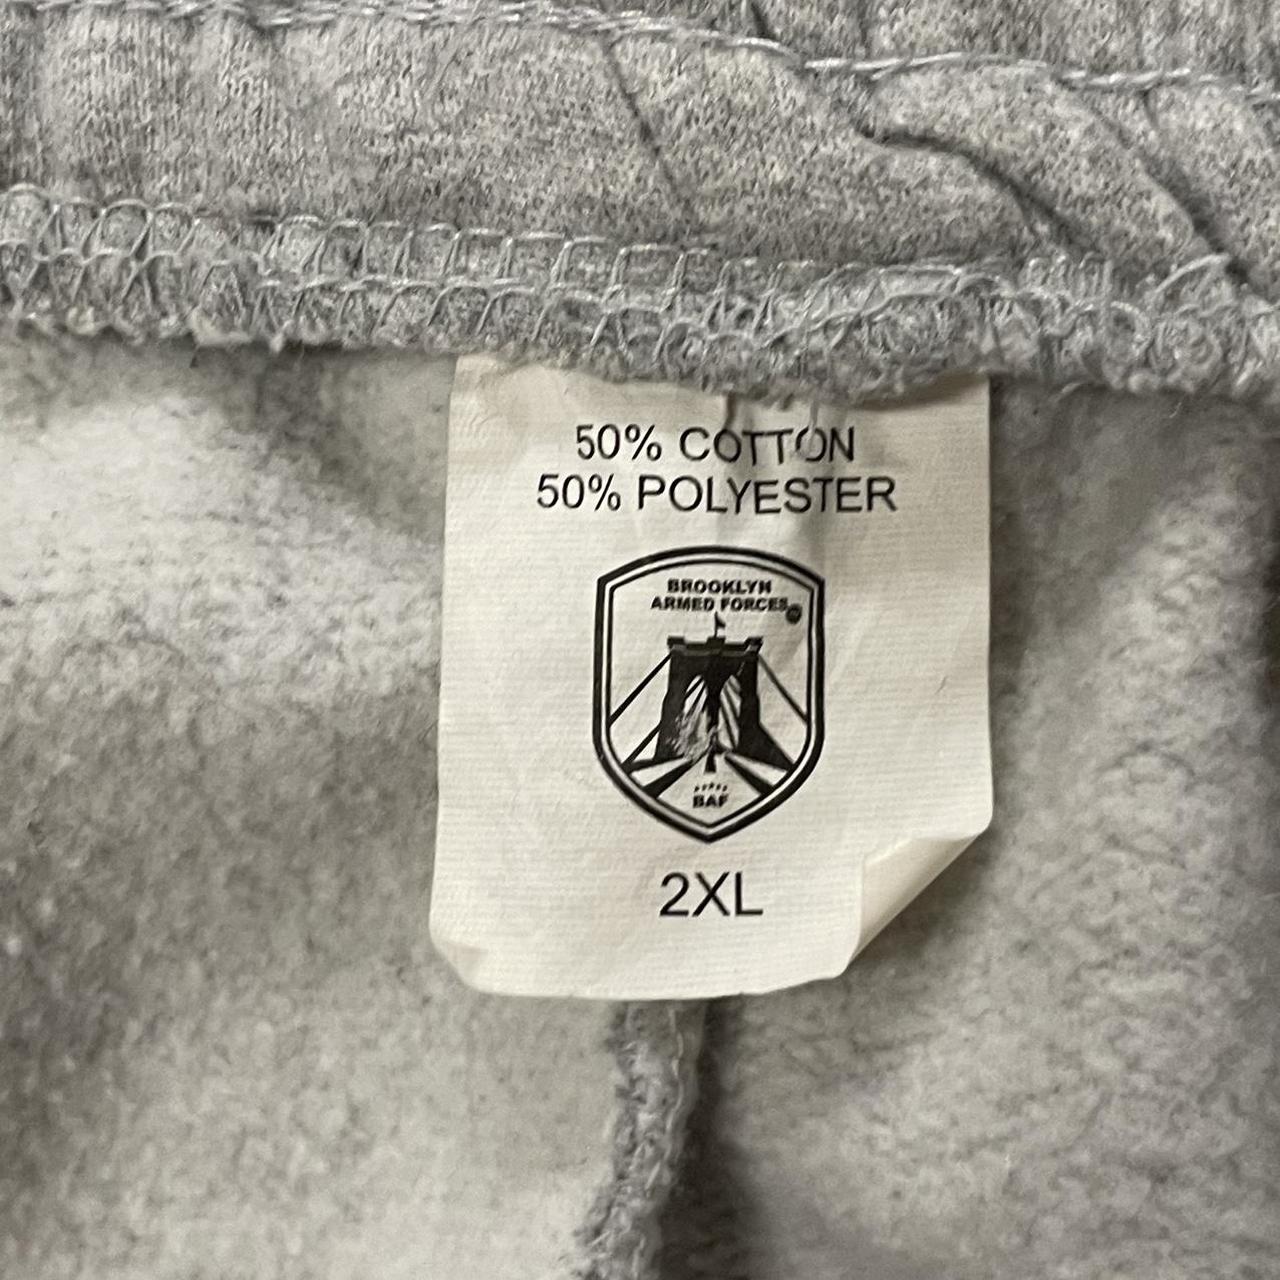 50% COTTON
50% POLYESTER
BROOKLYN
ARMED FORCES
BAF
2XL